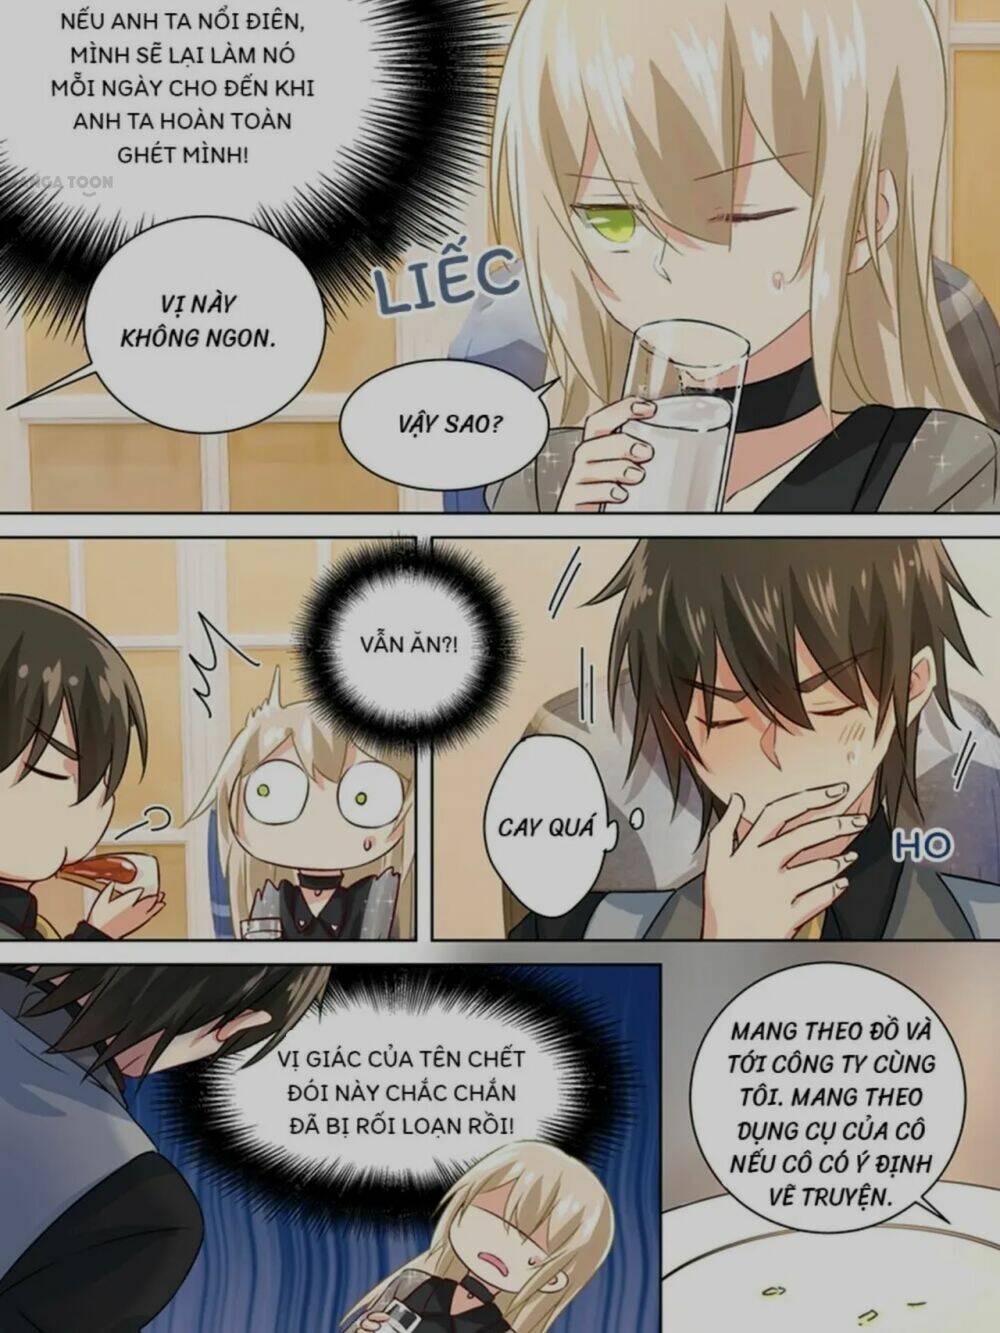 NẾU ANH TA NỔI ĐIÊN,
MÌNH SẼ LẠI LÀM NÓ
MỖI NGÀY CHO ĐẾN KHI
ANH TA HOÀN TOÀN
GHÉT MÌNH!
TOON
VỊ NÀY
KHÔNG NGON.
LIẾC
VẬY SAO?
VẪN ĂN?!
CAY QUÁ
HO
VỊ GIÁC CỦA TÊN CHẾT
ĐÓI NÀY CHẮC CHẮN
ĐÃ BỊ RỐI LOẠN RỒI!
MANG THEO ĐỒ VÀ
TỚI CÔNG TY CÙNG
TÔI. MANG THEO
DỤNG CỤ CỦA CÔ
NẾU CÔ CÓ Ý ĐỊNH
VẼ TRUYỆN.